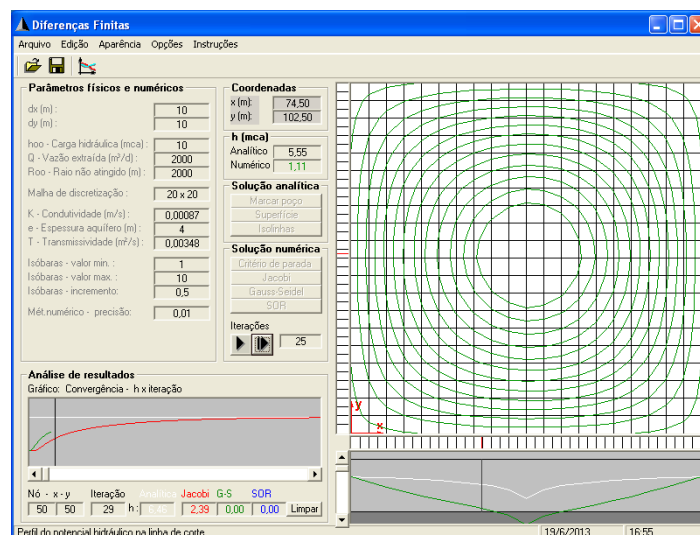 Diferenças Finitas
Arquivo Edição Aparência Opções Instruções
Parâmetros físicos e numéricos
dx (m) : 10
dy (m) : 10
hoo - Carga hidráulica (mca) : 10
Q - Vazão extraída (m³/d) : 2000
Roo - Raio não atingido (m) : 2000
Malha de discretização : 20 x 20
K - Condutividade (m/s) : 0,00087
e - Espessura aquífero (m) : 4
T - Transmissividade (m²/s) : 0,00348
Isóbaras - valor min. : 1
Isóbaras - valor max. : 10
Isóbaras - incremento: 0,5
Mét.numérico - precisão: 0,01
Coordenadas
x (m): 74,50
y (m): 102,50
h (mca)
Analítico 5,55
Numérico 1,11
Solução analítica
Marcar poço
Superfície
Isolinhas
Solução numérica
Critério de parada
Jacobi
Gauss-Seidel
SOR
Iterações
25
y
x
Análise de resultados
Gráfico: Convergência - h x iteração
Nó - x - y Iteração Analítica Jacobi G-S SOR
50 50 29 h: 6,46 2,39 0,00 0,00 Limpar
Perfil do potencial hidráulico na linha de corte 19/6/2013 16:55